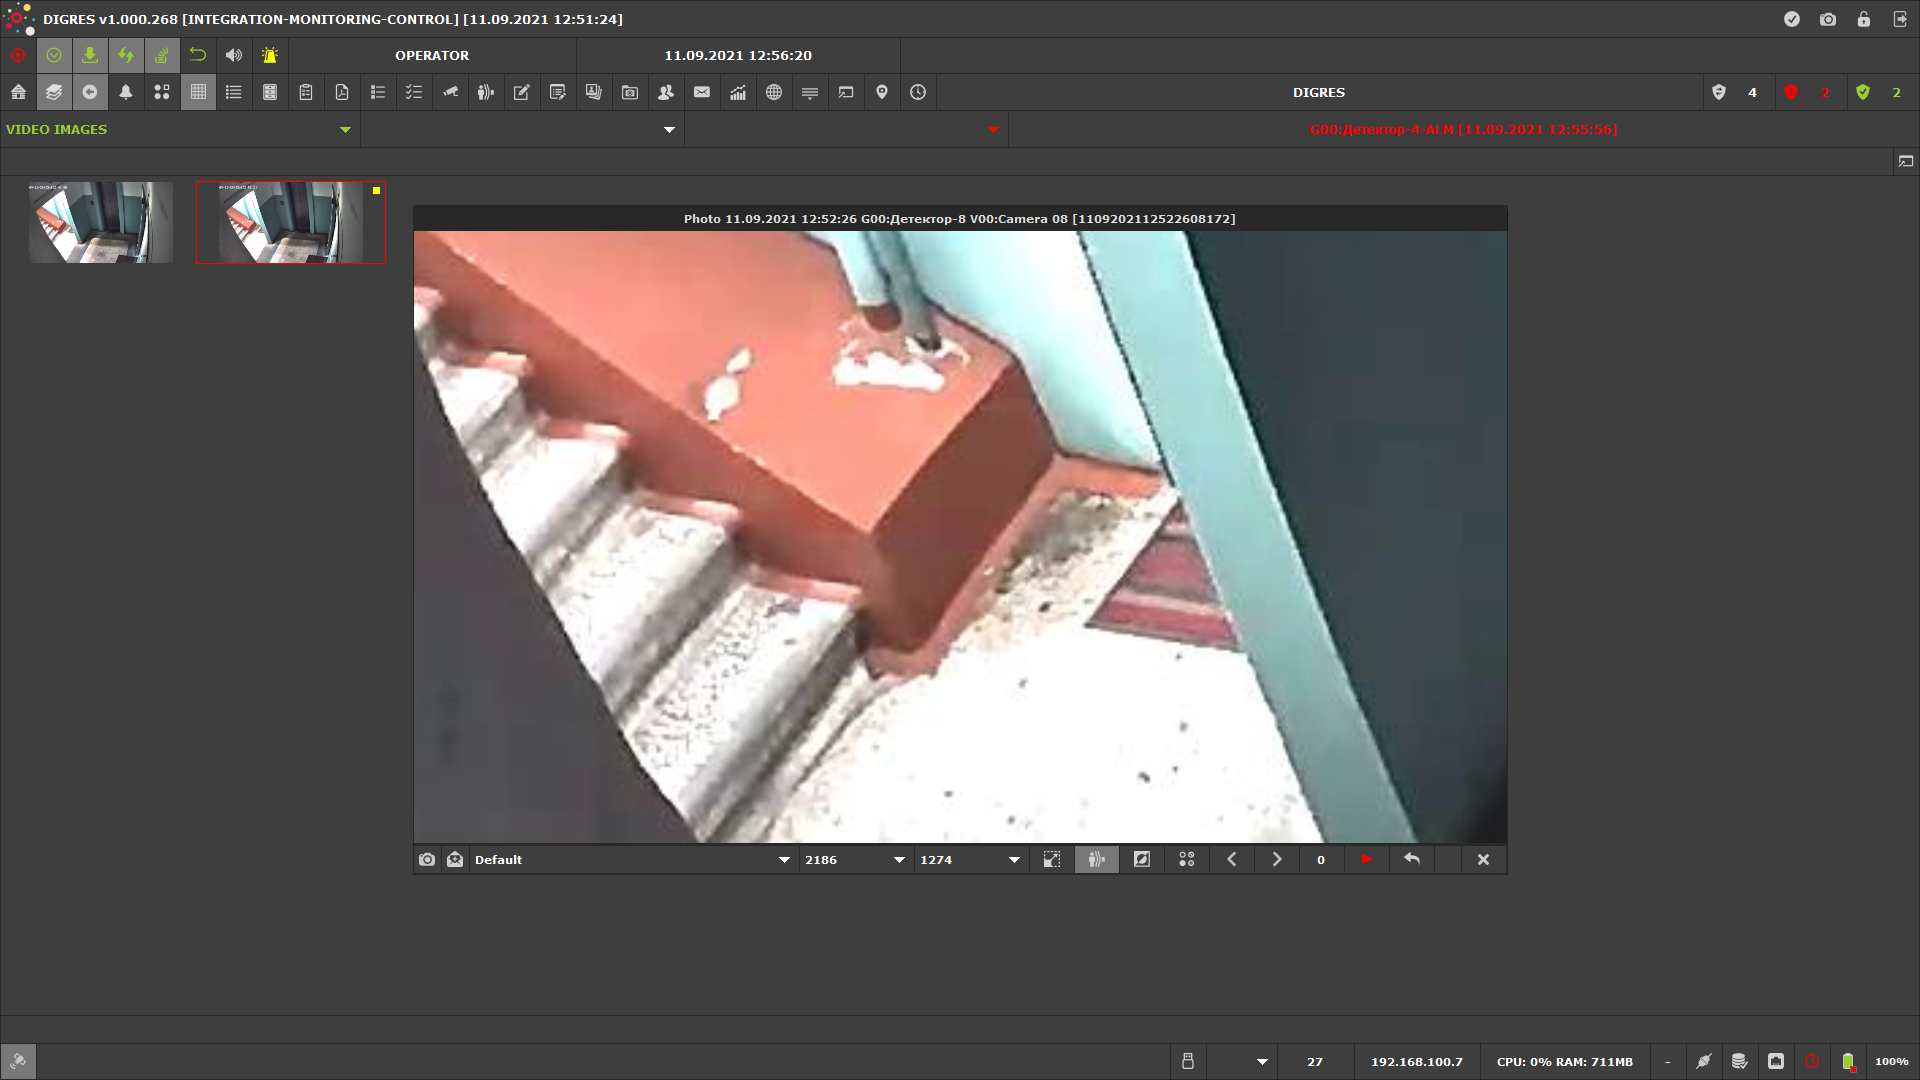 DIGRES v1.000.268 [INTEGRATION-MONITORING-CONTROL] [11.09.2021 12:51:24]
OPERATOR 11.09.2021 12:56:20
DIGRES 4 2 2
VIDEO IMAGES G00:Детектор-4-ALM [11.09.2021 12:55:56]
Photo 11.09.2021 12:52:26 G00:Детектор-8 V00:Camera 08 [1109202112522608172]
Default 2186 1274 0
27 192.168.100.7 CPU: 0% RAM: 711MB - 100%